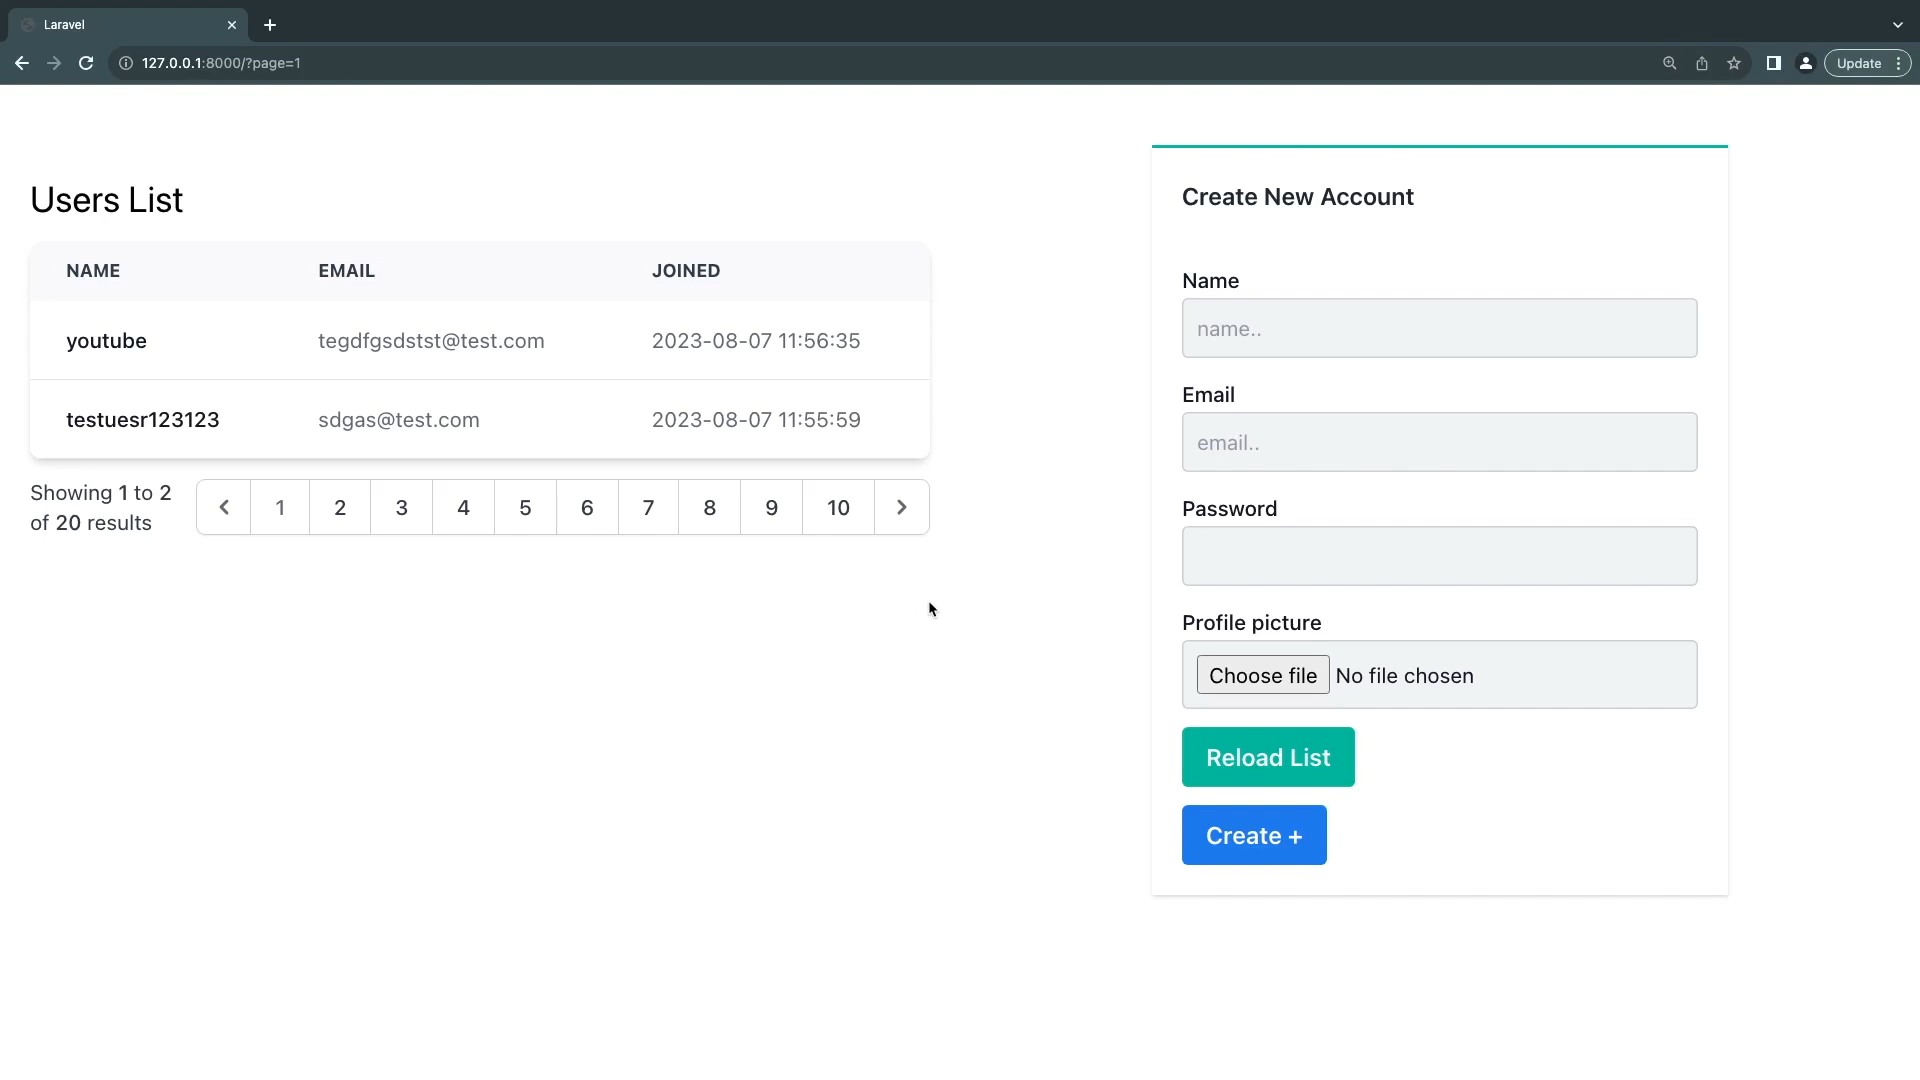 Laravel
127.0.0.1:8000/?page=1
Update
Users List
NAME EMAIL JOINED
youtube tegdfgsdstst@test.com 2023-08-07 11:56:35
testuesr123123 sdgas@test.com 2023-08-07 11:55:59
Showing 1 to 2
of 20 results
1 2 3 4 5 6 7 8 9 10
Create New Account
Name
name..
Email
email..
Password
Profile picture
Choose file No file chosen
Reload List
Create +